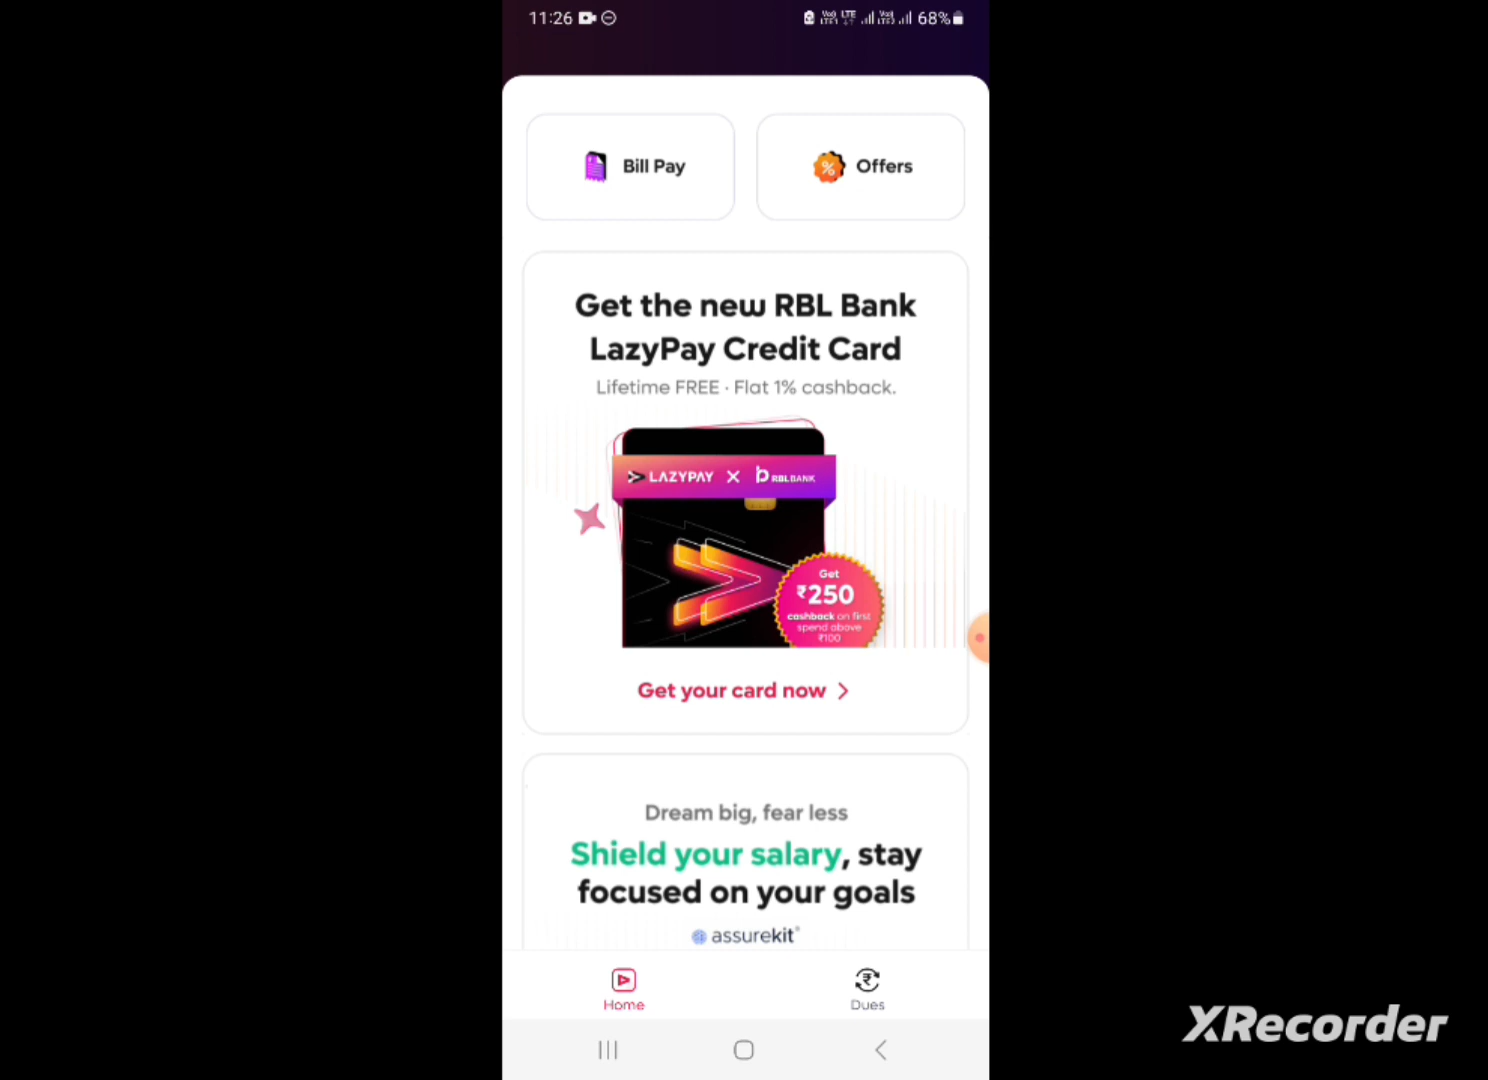 11:26
68%
Bill Pay
Offers
Get the new RBL Bank
LazyPay Credit Card
Lifetime FREE · Flat 1% cashback.
LAZYPAY X RBLBANK
Get
₹250
cashback on first
spend above
₹100
Get your card now >
Dream big, fear less
Shield your salary, stay
focused on your goals
assurekit®
Home
Dues
XRecorder